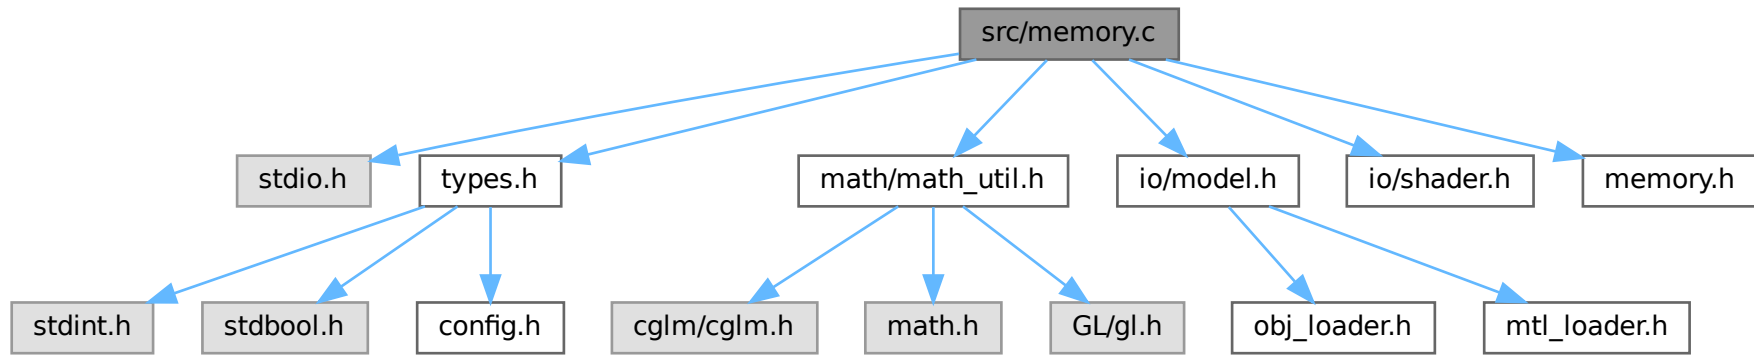 src/memory.c
stdio.h
types.h
math/math_util.h
io/model.h
io/shader.h
memory.h
stdint.h
stdbool.h
config.h
cglm/cglm.h
math.h
GL/gl.h
obj_loader.h
mtl_loader.h